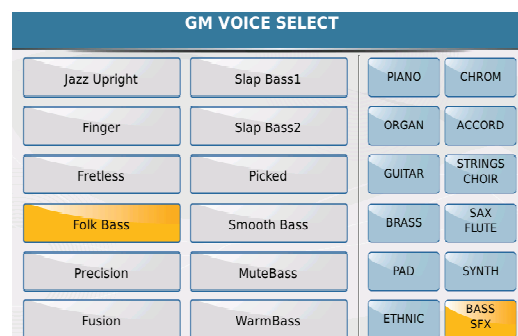 GM VOICE SELECT
Jazz Upright
Slap Bass1
PIANO
CHROM
Finger
Slap Bass2
ORGAN
ACCORD
Fretless
Picked
GUITAR
STRINGS
CHOIR
Folk Bass
Smooth Bass
BRASS
SAX
FLUTE
Precision
MuteBass
PAD
SYNTH
Fusion
WarmBass
ETHNIC
BASS
SFX